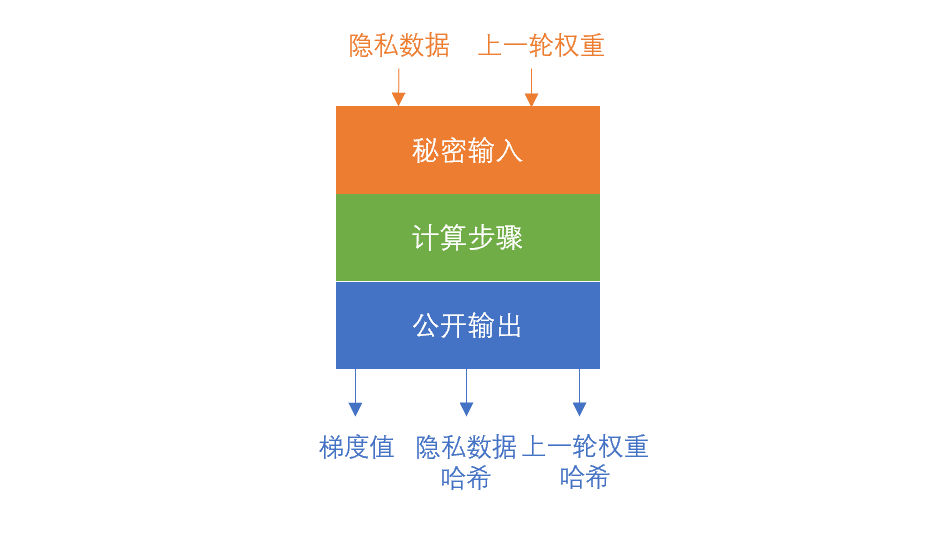 隐私数据 上一轮权重
秘密输入
计算步骤
公开输出
梯度值 隐私数据 上一轮权重
哈希 哈希